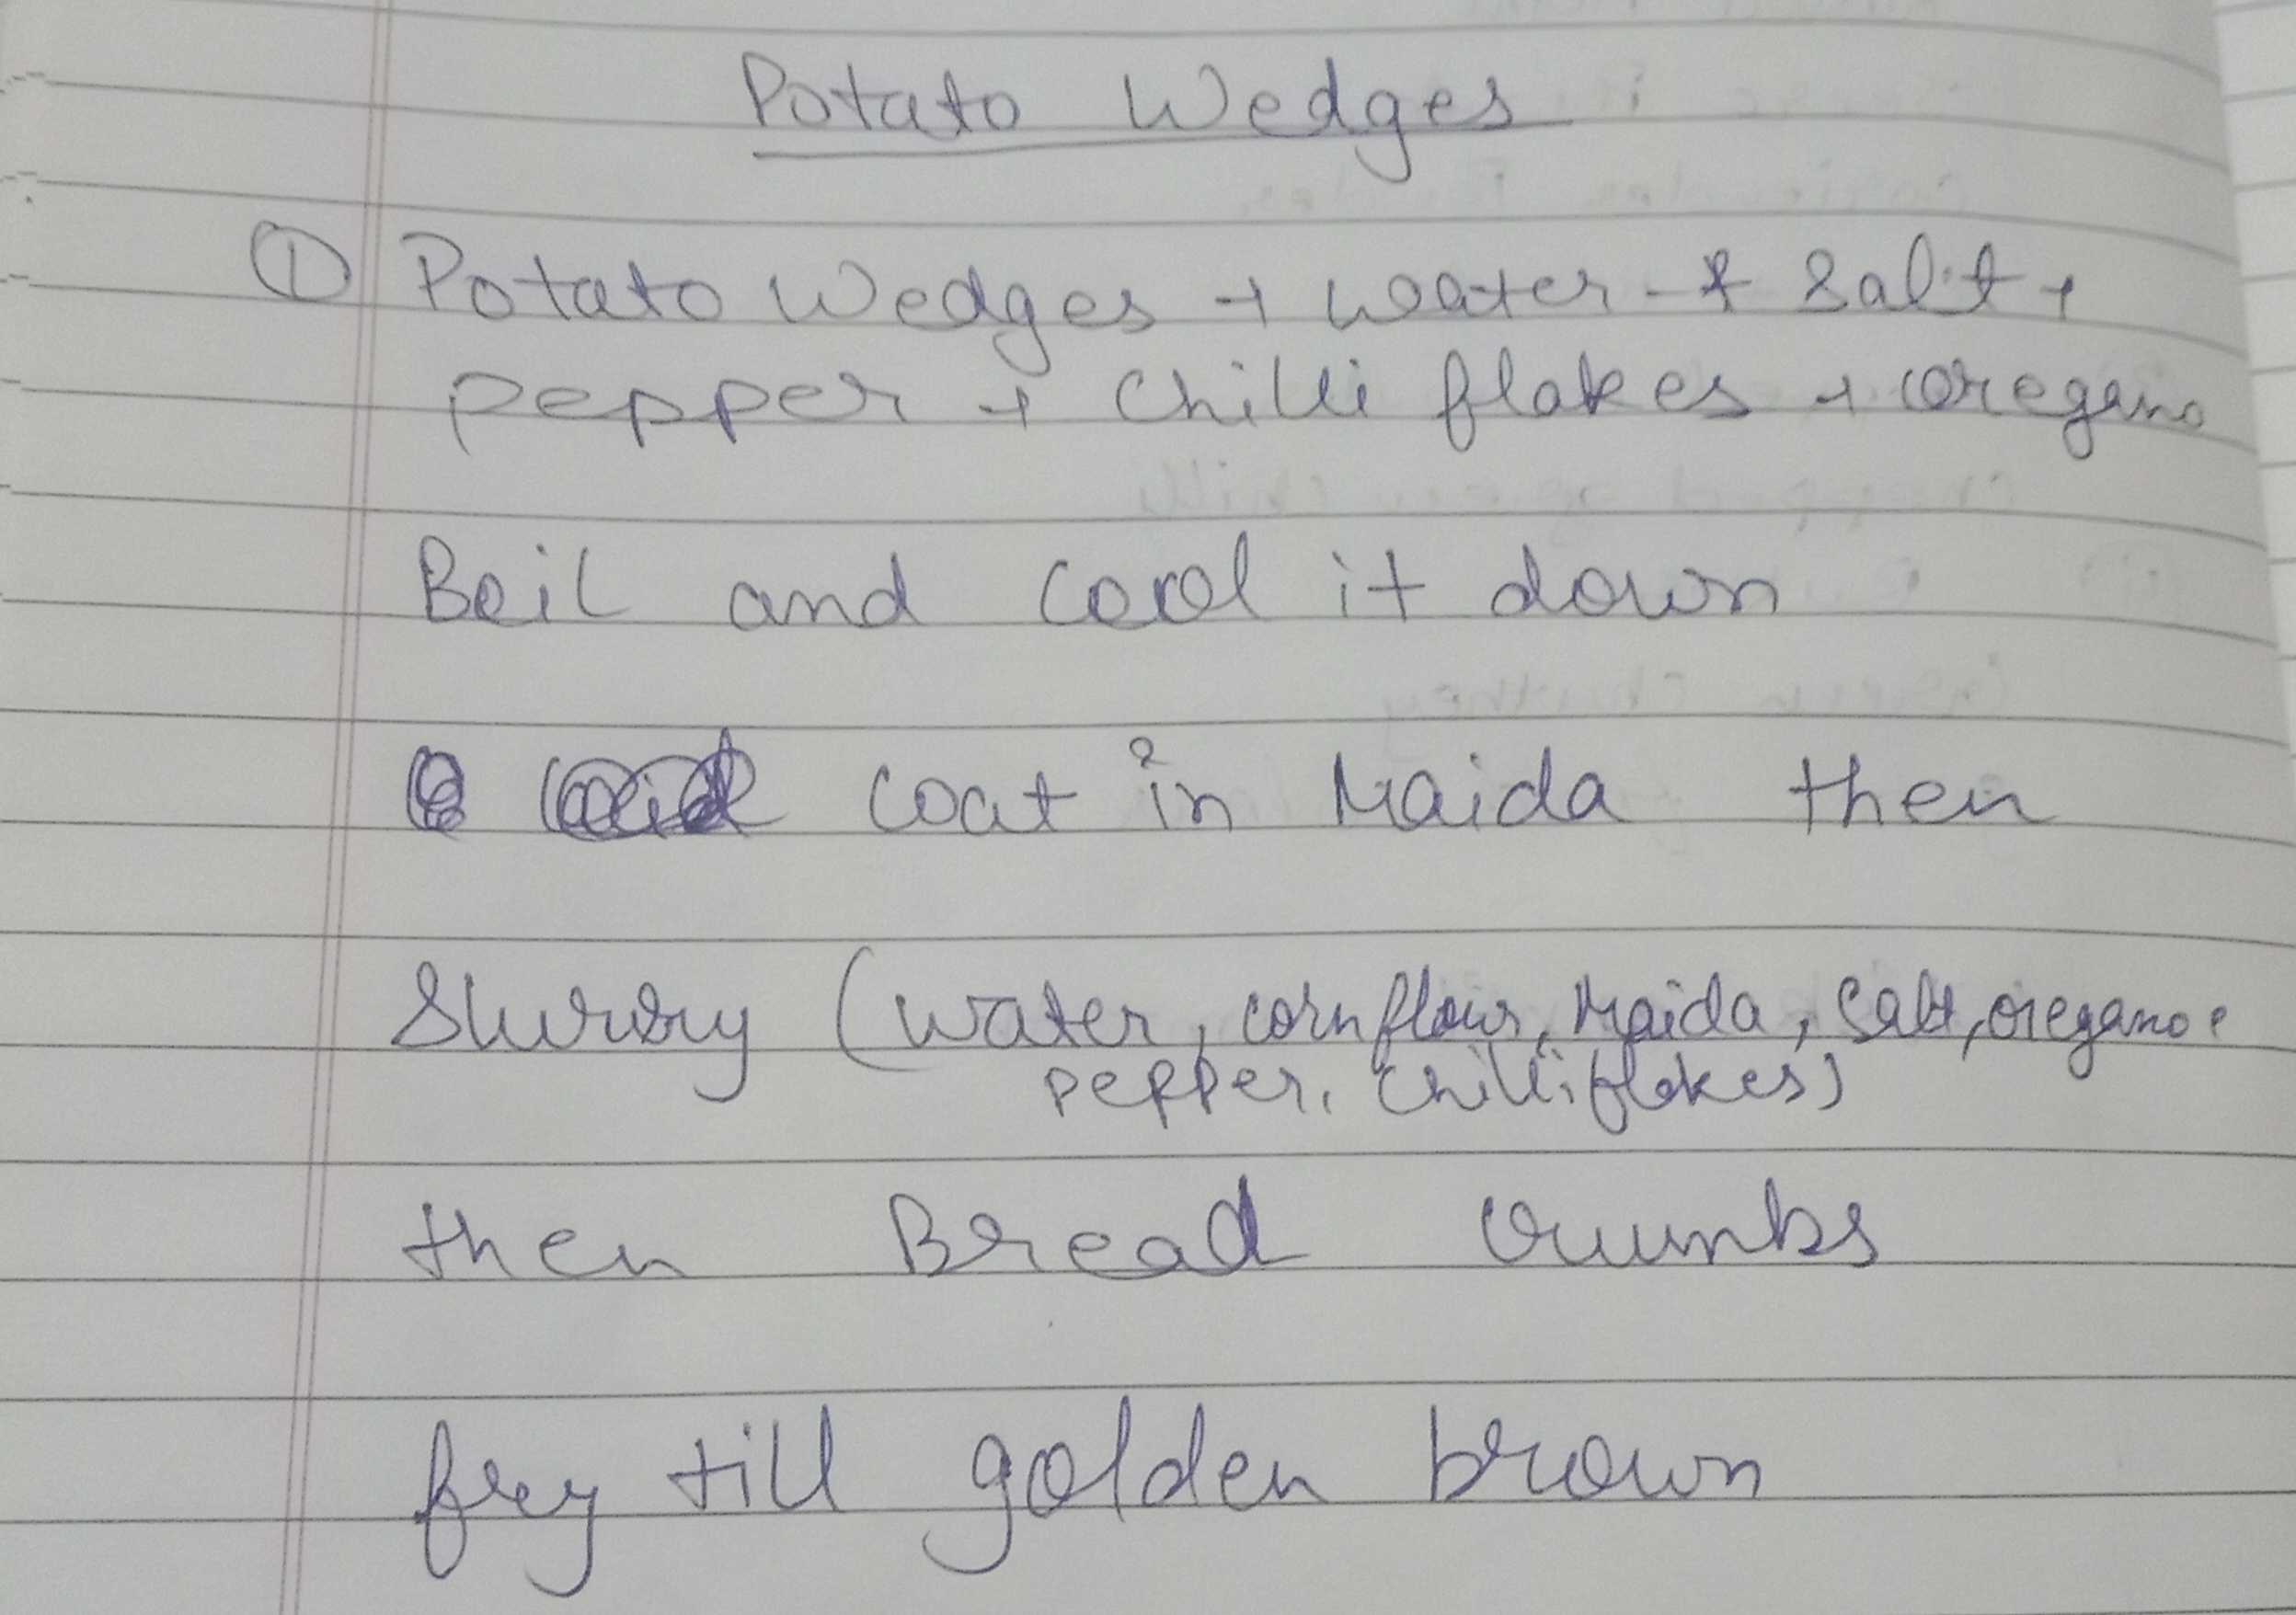 Potato Wedges
① Potato Wedges + water + Salt +
pepper + Chilli flakes + oregano
Boil and Cool it down
coat in Maida then
Slurry (water, cornflour, Maida, Salt, oregano,
pepper, chilli flakes)
then Bread crumbs
fry till golden brown